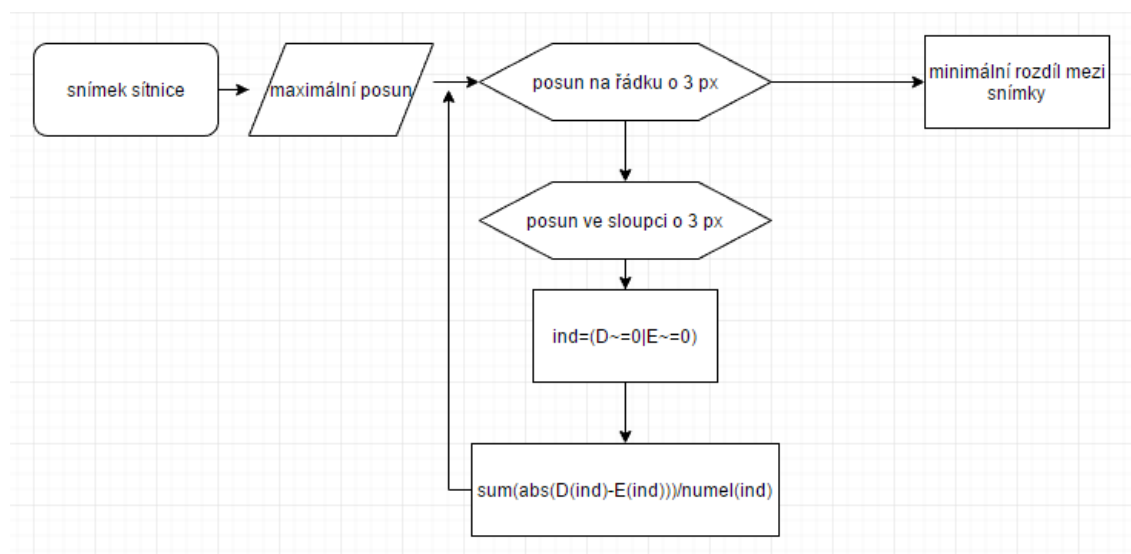 snímek sítnice
maximální posun
posun na řádku o 3 px
minimální rozdíl mezi
snímky
posun ve sloupci o 3 px
ind=(D~=0|E~=0)
sum(abs(D(ind)-E(ind)))/numel(ind)